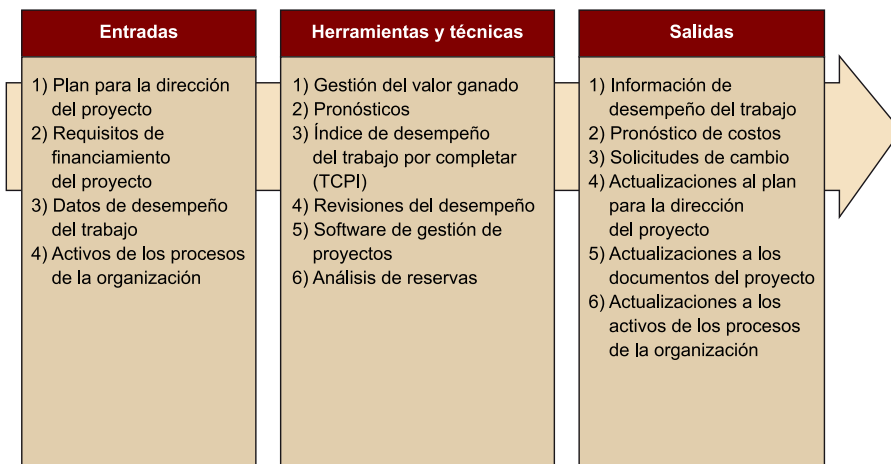 Entradas
1) Plan para la dirección
del proyecto
2) Requisitos de
financiamiento
del proyecto
3) Datos de desempeño
del trabajo
4) Activos de los procesos
de la organización
Herramientas y técnicas
1) Gestión del valor ganado
2) Pronósticos
3) Índice de desempeño
del trabajo por completar
(TCPI)
4) Revisiones del desempeño
5) Software de gestión de
proyectos
6) Análisis de reservas
Salidas
1) Información de
desempeño del trabajo
2) Pronóstico de costos
3) Solicitudes de cambio
4) Actualizaciones al plan
para la dirección
del proyecto
5) Actualizaciones a los
documentos del proyecto
6) Actualizaciones a los
activos de los procesos
de la organización